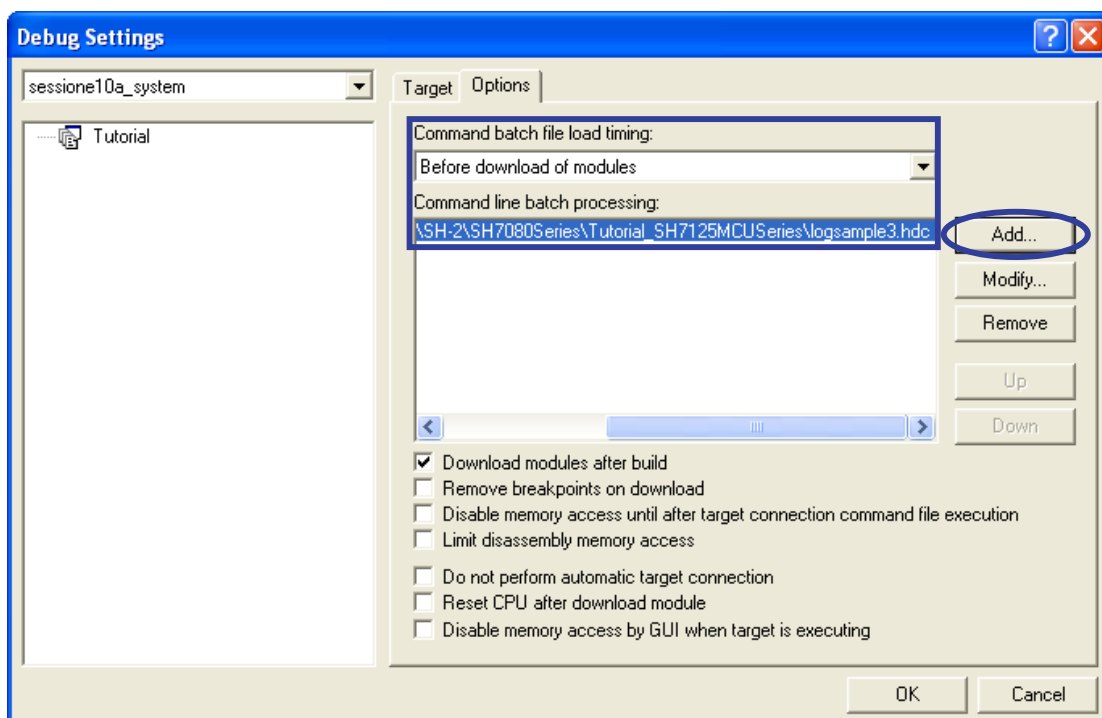 Debug Settings
sessione10a_system
Tutorial
Target Options
Command batch file load timing:
Before download of modules
Command line batch processing:
\SH-2\SH7080Series\Tutorial_SH7125MCUSeries\logsample3.hdc
Add...
Modify...
Remove
Up
Down
Download modules after build
Remove breakpoints on download
Disable memory access until after target connection command file execution
Limit disassembly memory access
Do not perform automatic target connection
Reset CPU after download module
Disable memory access by GUI when target is executing
OK Cancel